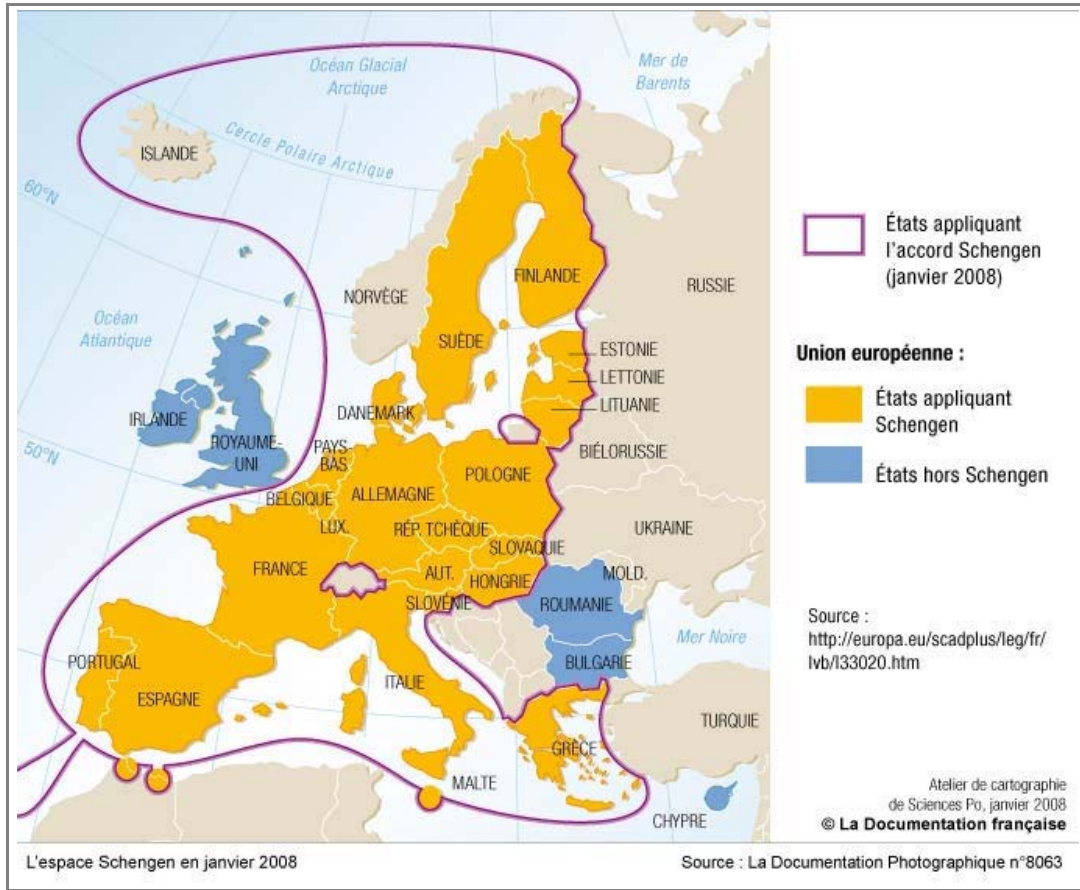 Océan Glacial
Arctique
Mer de
Barents
Cercle Polaire Arctique
ISLANDE
60°N
NORVÈGE
FINLANDE
RUSSIE
Océan
Atlantique
SUÈDE
ESTONIE
LETTONIE
LITUANIE
DANEMARK
IRLANDE
ROYAUME-
UNI
50°N
PAYS-
BAS
BIÉLORUSSIE
POLOGNE
BELGIQUE
ALLEMAGNE
LUX.
RÉP. TCHÈQUE
UKRAINE
SLOVAQUIE
FRANCE
AUT.
HONGRIE
MOLD.
SLOVÉNIE
ROUMANIE
Mer Noire
BULGARIE
PORTUGAL
ESPAGNE
ITALIE
TURQUIE
GRÈCE
MALTE
CHYPRE
États appliquant
l'accord Schengen
(janvier 2008)
Union européenne :
États appliquant
Schengen
États hors Schengen
Source :
http://europa.eu/scadplus/leg/fr/
lvb/l33020.htm
Atelier de cartographie
de Sciences Po, janvier 2008
© La Documentation française
L'espace Schengen en janvier 2008
Source : La Documentation Photographique n°8063